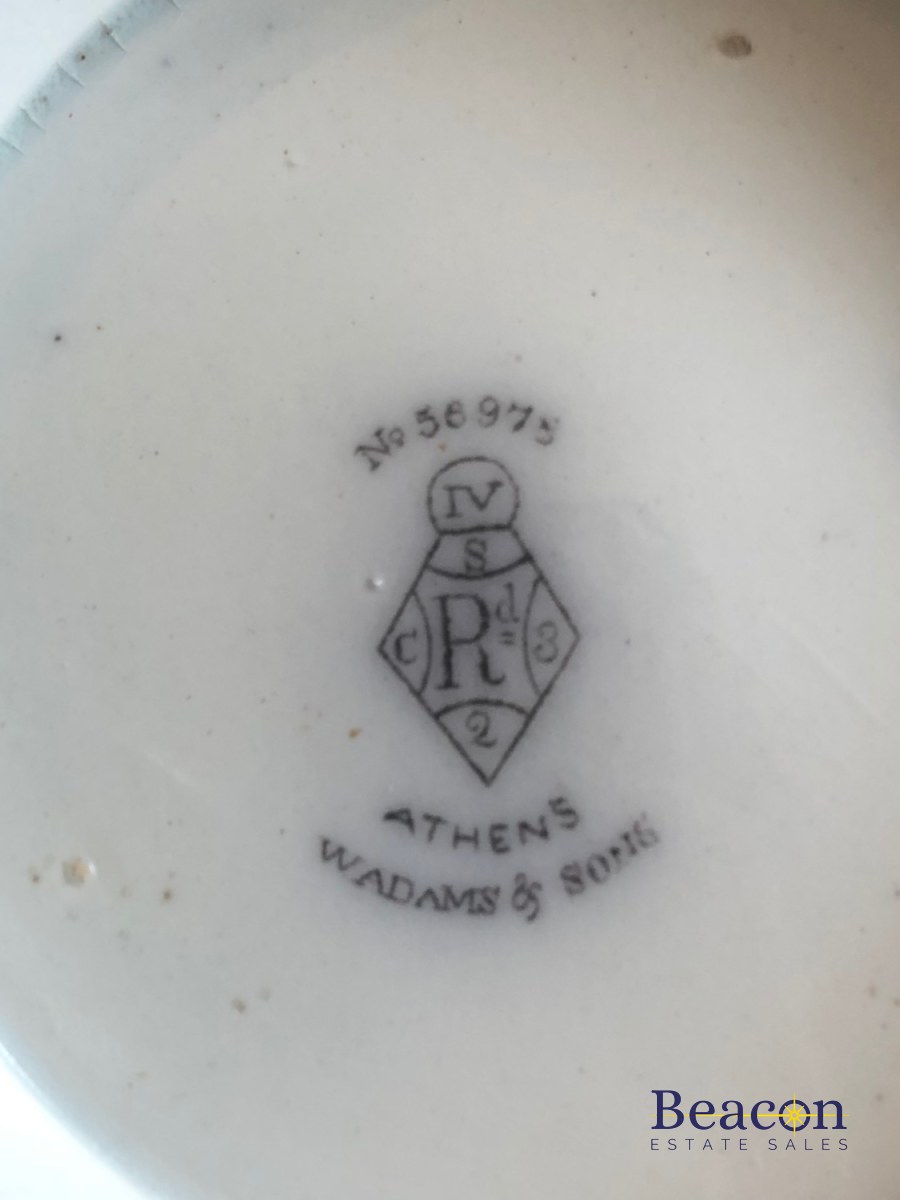 No 56975
IV
S
C Rd 3
2
ATHENS
W. ADAMS & SONS
Beacon
ESTATE SALES